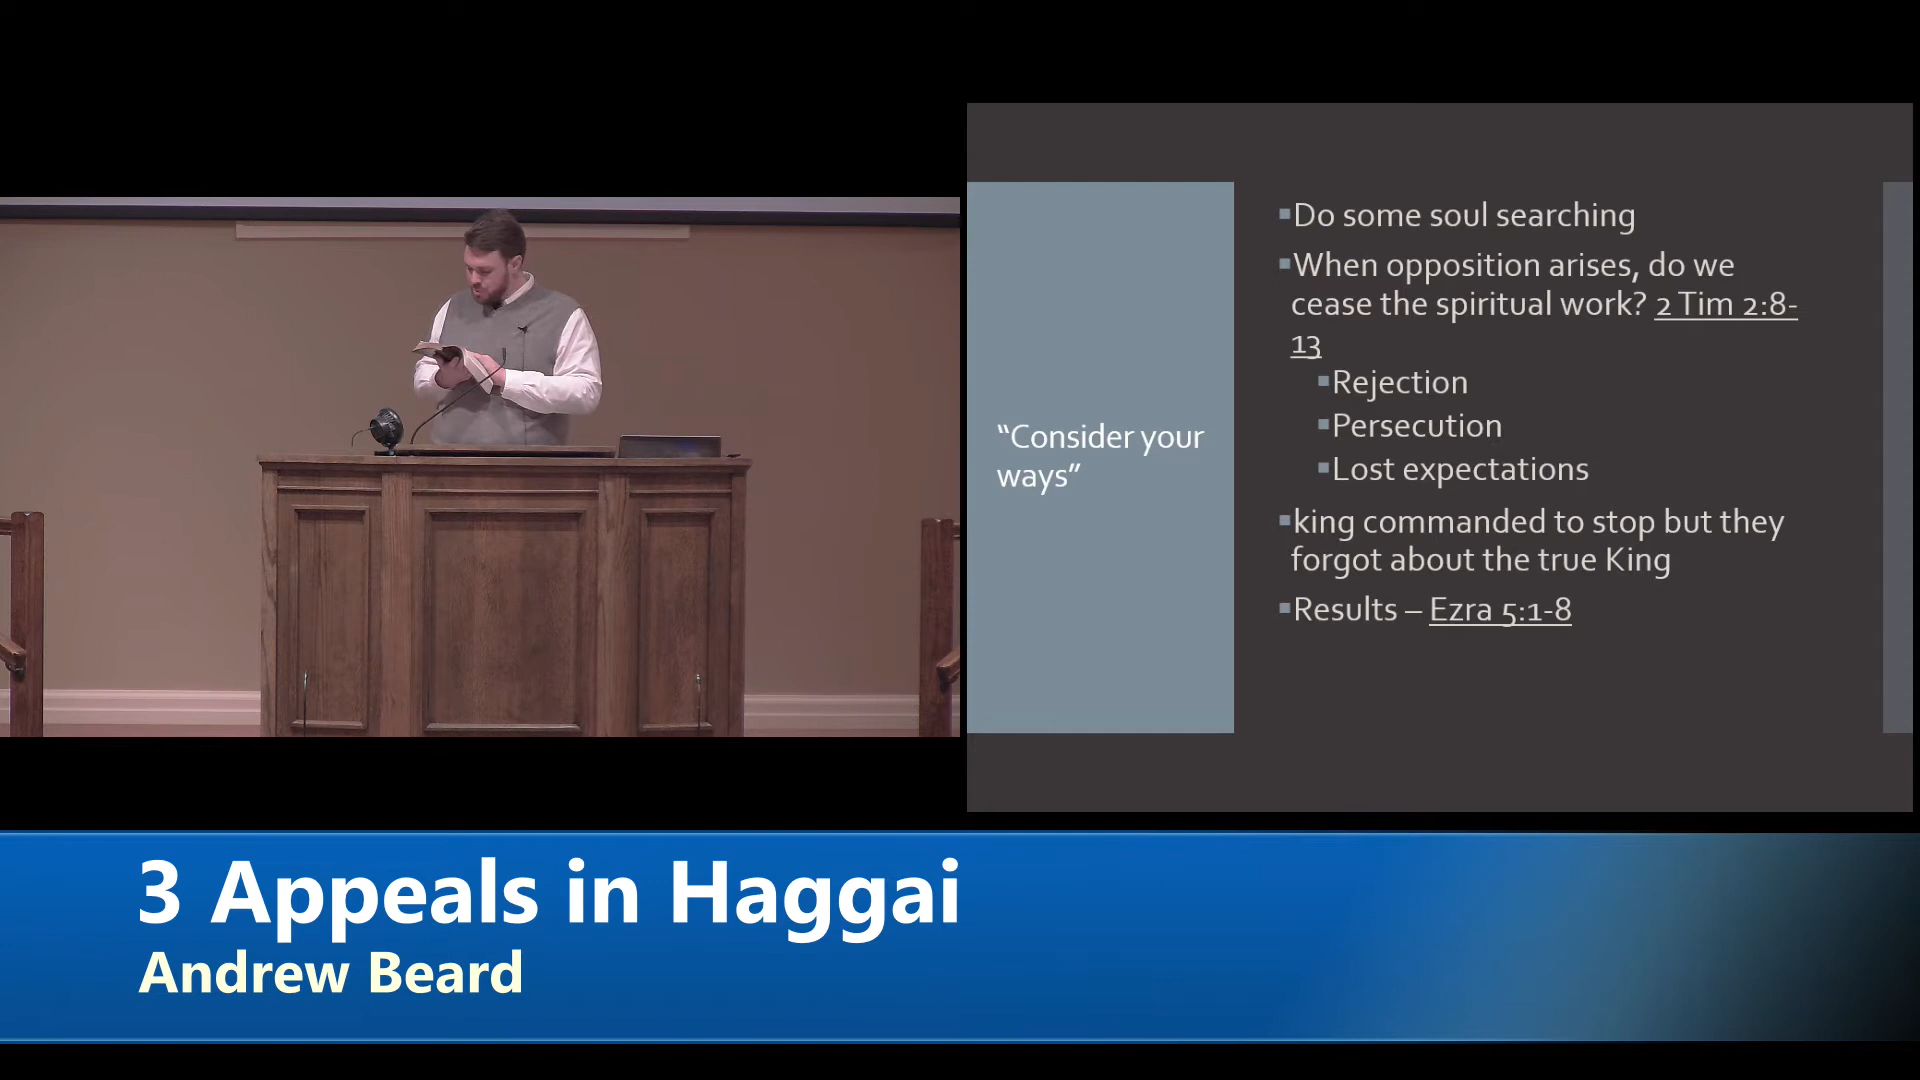 "Consider your
ways"
▪Do some soul searching
▪When opposition arises, do we
cease the spiritual work? 2 Tim 2:8-
13
▪Rejection
▪Persecution
▪Lost expectations
▪king commanded to stop but they
forgot about the true King
▪Results – Ezra 5:1-8
3 Appeals in Haggai
Andrew Beard